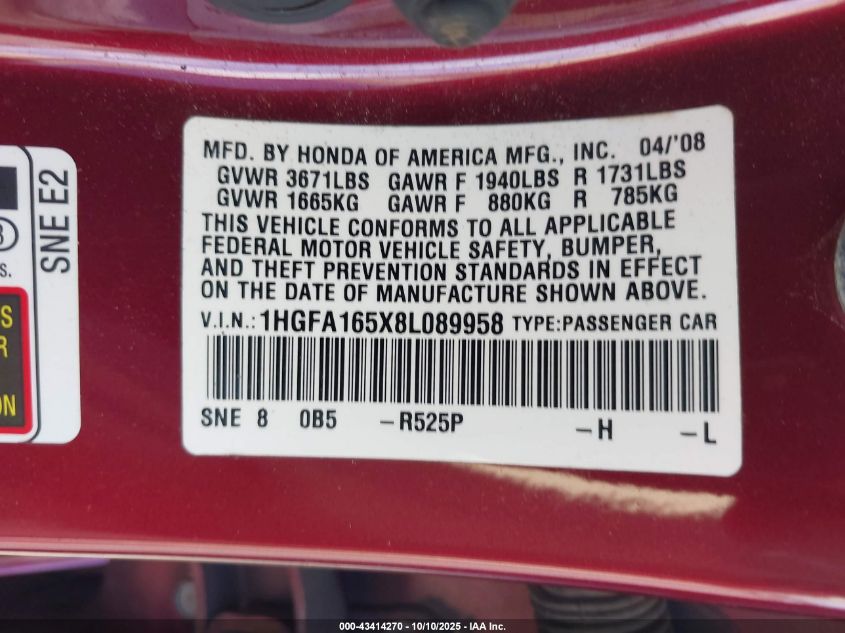 MFD. BY HONDA OF AMERICA MFG., INC. 04/'08
GVWR 3671LBS GAWR F 1940LBS R 1731LBS
GVWR 1665KG GAWR F 880KG R 785KG
THIS VEHICLE CONFORMS TO ALL APPLICABLE
FEDERAL MOTOR VEHICLE SAFETY, BUMPER,
AND THEFT PREVENTION STANDARDS IN EFFECT
ON THE DATE OF MANUFACTURE SHOWN ABOVE.
V.I.N.: 1HGFA165X8L089958 TYPE:PASSENGER CAR
SNE 8 0B5 -R525P -H -L
SNE E2
000-43414270 - 10/10/2025 - IAA Inc.